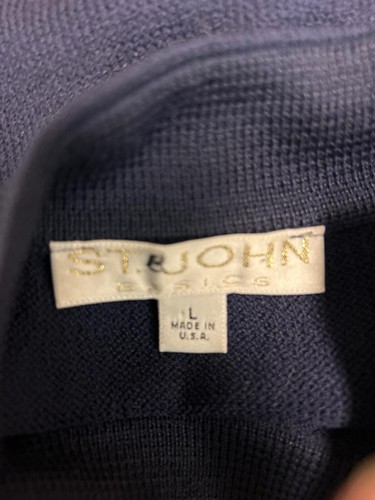 ST. JOHN
BASICS
L
MADE IN
U.S.A.